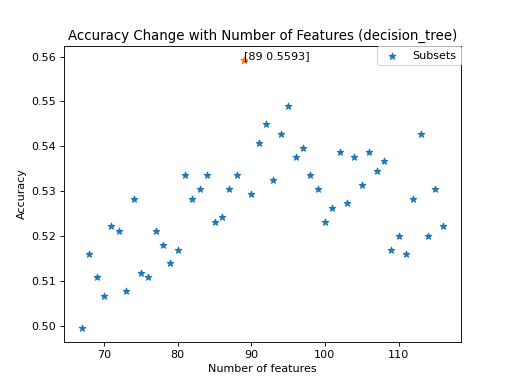 Accuracy Change with Number of Features (decision_tree)
[89 0.5593]
Subsets
0.56
0.55
0.54
0.53
0.52
0.51
0.50
Accuracy
70 80 90 100 110
Number of features